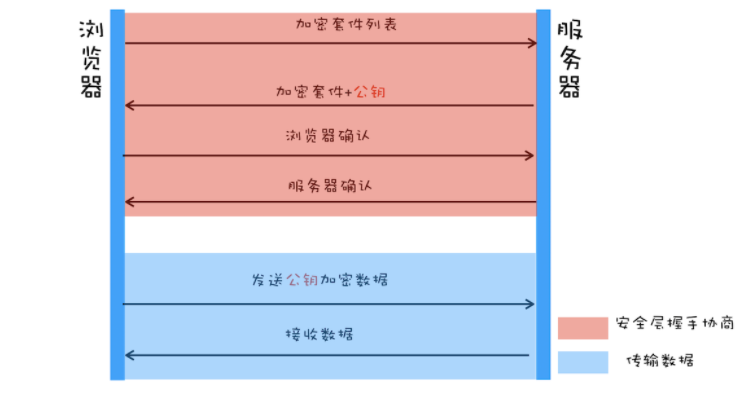 浏览器
服务器
加密套件列表
加密套件+公钥
浏览器确认
服务器确认
发送公钥加密数据
接收数据
安全层握手协商
传输数据